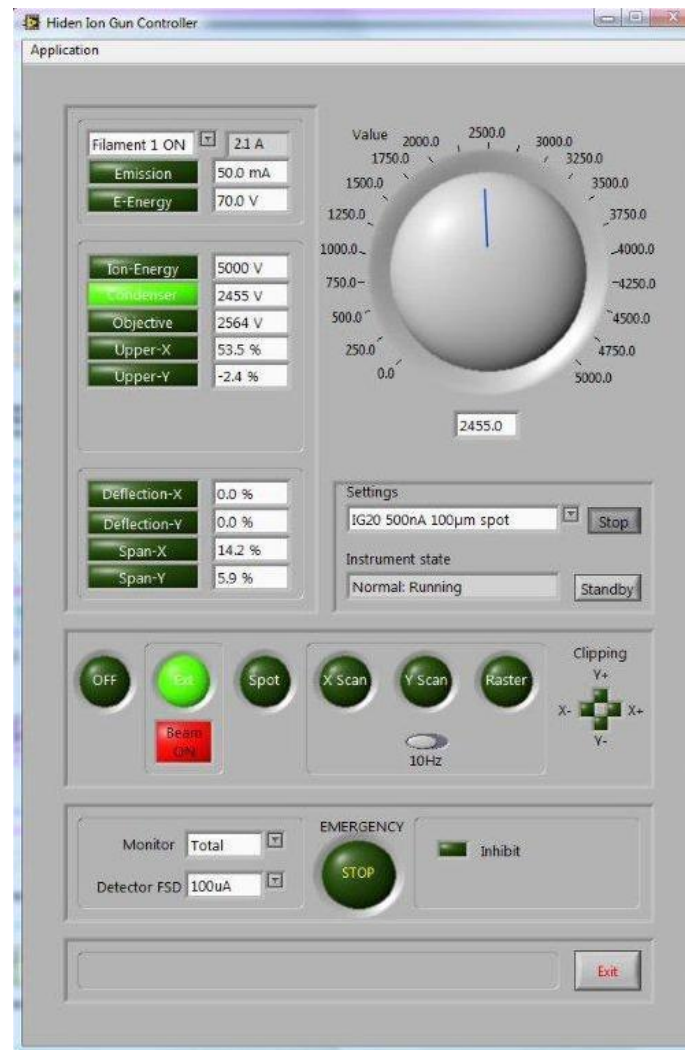 Hiden Ion Gun Controller
Application
Filament 1 ON 2.1 A
Emission 50.0 mA
E-Energy 70.0 V
Ion-Energy 5000 V
Condenser 2455 V
Objective 2564 V
Upper-X 53.5 %
Upper-Y -2.4 %
Deflection-X 0.0 %
Deflection-Y 0.0 %
Span-X 14.2 %
Span-Y 5.9 %
Value
0.0
250.0
500.0
750.0
1000.0
1250.0
1500.0
1750.0
2000.0
2500.0
3000.0
3250.0
3500.0
3750.0
4000.0
4250.0
4500.0
4750.0
5000.0
2455.0
Settings
IG20 500nA 100µm spot Stop
Instrument state
Normal: Running Standby
OFF Ext Spot X Scan Y Scan Raster
Beam
ON
10Hz
Clipping
Y+
X- X+
Y-
Monitor Total
Detector FSD 100uA
EMERGENCY
STOP
Inhibit
Exit